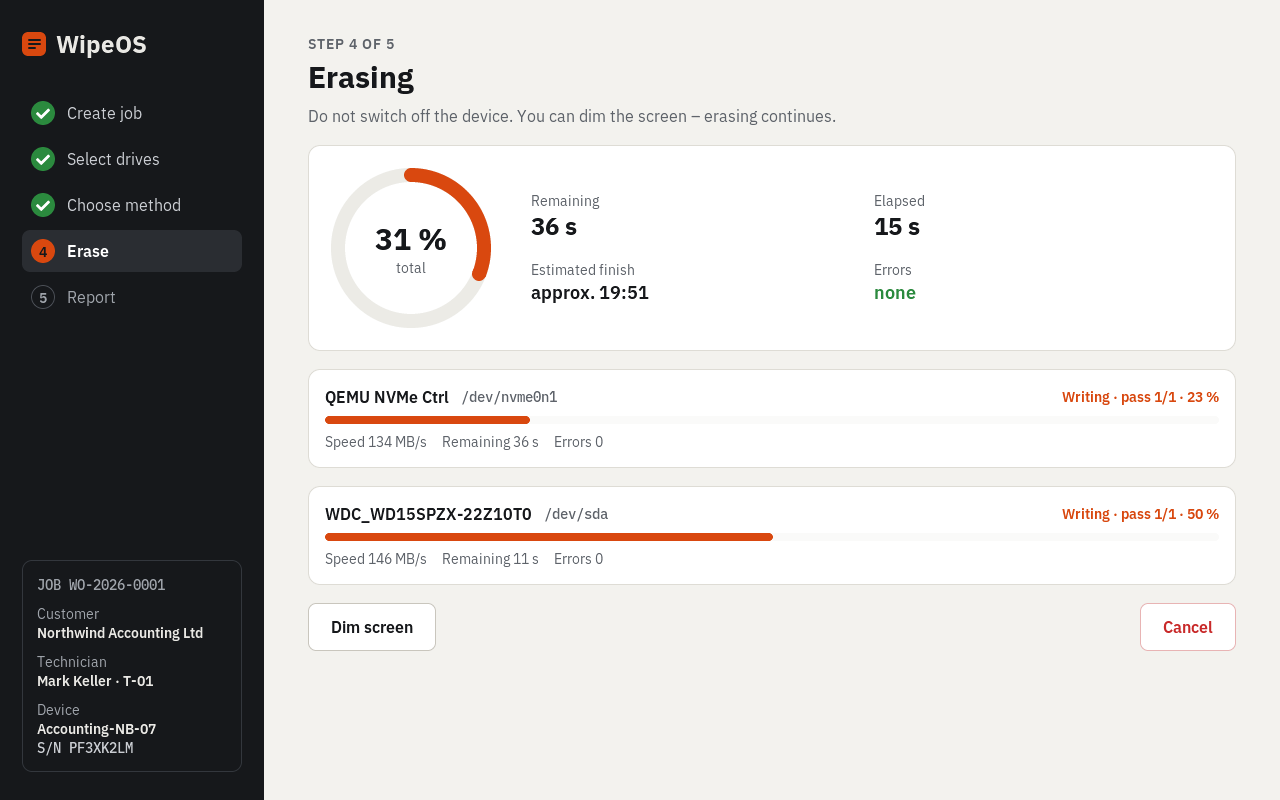 WipeOS
Create job
Select drives
Choose method
4 Erase
5 Report
JOB WO-2026-0001
Customer
Northwind Accounting Ltd
Technician
Mark Keller · T-01
Device
Accounting-NB-07
S/N PF3XK2LM
STEP 4 OF 5
Erasing
Do not switch off the device. You can dim the screen – erasing continues.
31 %
total
Remaining
36 s
Elapsed
15 s
Estimated finish
approx. 19:51
Errors
none
QEMU NVMe Ctrl /dev/nvme0n1 Writing · pass 1/1 · 23 %
Speed 134 MB/s Remaining 36 s Errors 0
WDC_WD15SPZX-22Z10T0 /dev/sda Writing · pass 1/1 · 50 %
Speed 146 MB/s Remaining 11 s Errors 0
Dim screen
Cancel